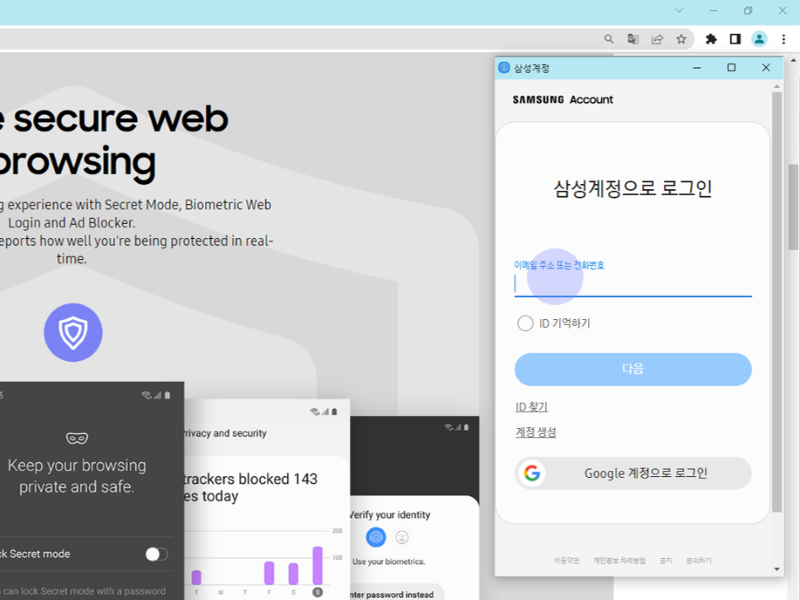 삼성계정
SAMSUNG Account
secure web
browsing
experience with Secret Mode, Biometric Web
Login and Ad Blocker.
reports how well you're being protected in real-
time.
삼성계정으로 로그인
이메일 주소 또는 전화번호
ID 기억하기
다음
ID 찾기
계정 생성
Google 계정으로 로그인
이용약관 개인정보 처리방침 공지 문의하기
Keep your browsing
private and safe.
Secret mode
can lock Secret mode with a password
Privacy and security
trackers blocked 143
today
200
100
T W T F S S
Verify your identity
Use your biometrics.
password instead